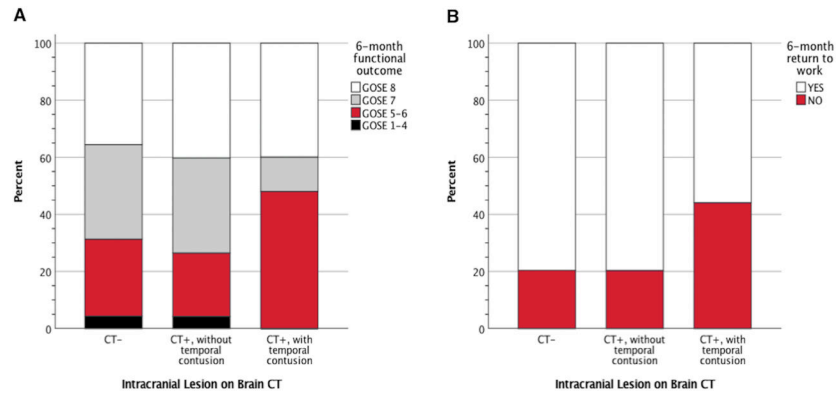 A
100
80
60
40
20
0
Percent
CT-
CT+, without
temporal
contusion
CT+, with
temporal
contusion
Intracranial Lesion on Brain CT
6-month
functional
outcome
GOSE 8
GOSE 7
GOSE 5-6
GOSE 1-4
B
100
80
60
40
20
0
Percent
CT-
CT+, without
temporal
contusion
CT+, with
temporal
contusion
Intracranial Lesion on Brain CT
6-month
return to
work
YES
NO